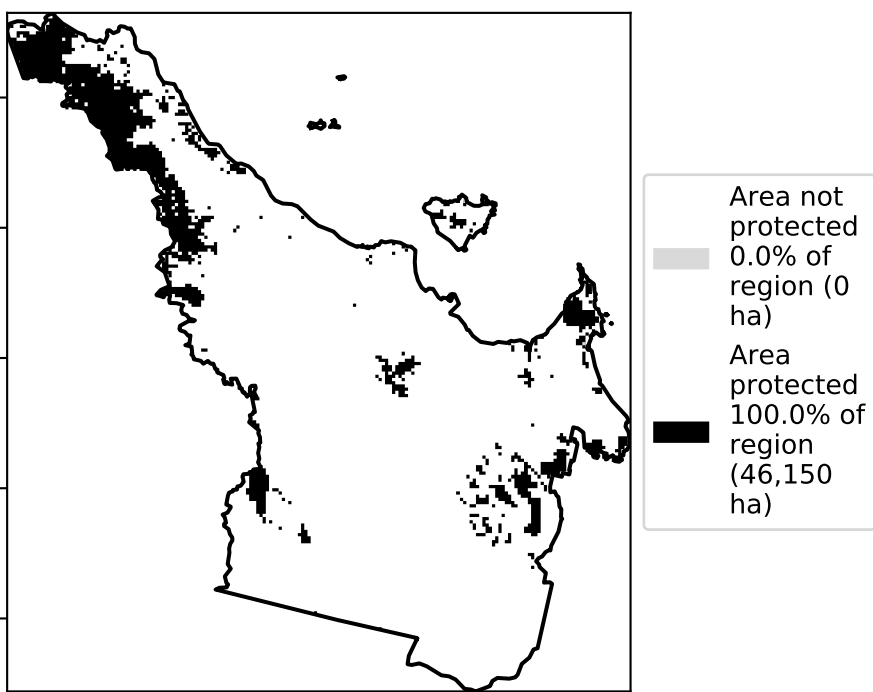 Area not
protected
0.0% of
region (0
ha)
Area
protected
100.0% of
region
(46,150
ha)